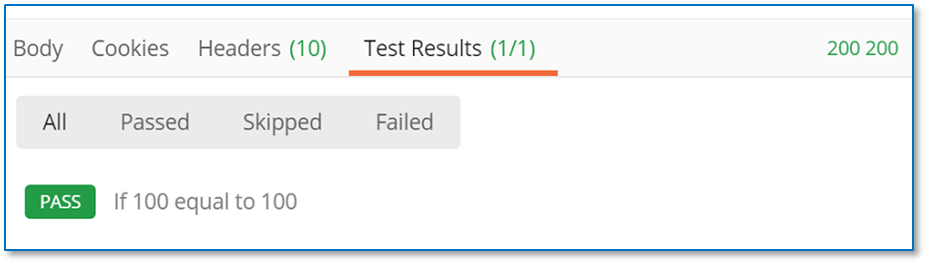 Body Cookies Headers (10) Test Results (1/1) 200 200
All Passed Skipped Failed
PASS If 100 equal to 100